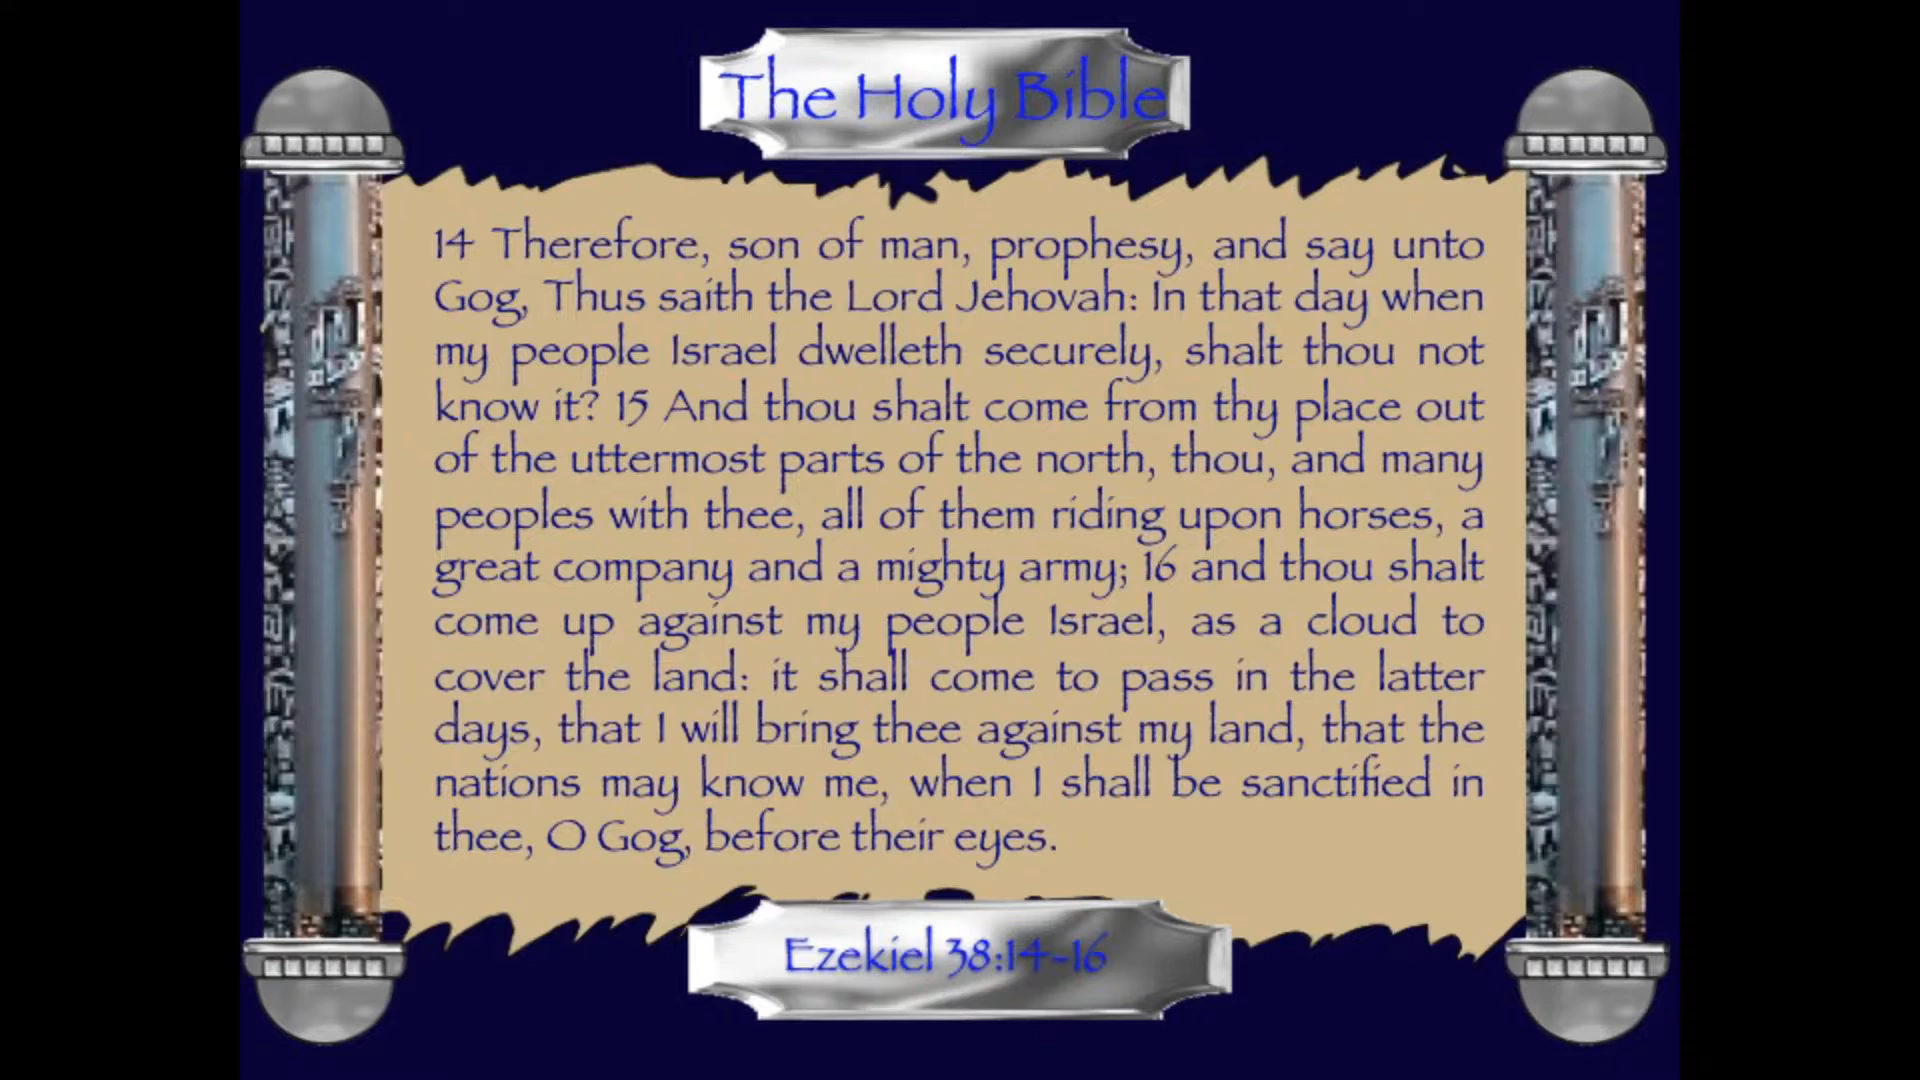 The Holy Bible
14 Therefore, son of man, prophesy, and say unto
Gog, Thus saith the Lord Jehovah: In that day when
my people Israel dwelleth securely, shalt thou not
know it? 15 And thou shalt come from thy place out
of the uttermost parts of the north, thou, and many
peoples with thee, all of them riding upon horses, a
great company and a mighty army; 16 and thou shalt
come up against my people Israel, as a cloud to
cover the land: it shall come to pass in the latter
days, that I will bring thee against my land, that the
nations may know me, when I shall be sanctified in
thee, O Gog, before their eyes.
Ezekiel 38:14-16